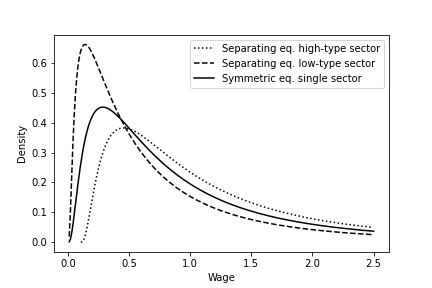 Separating eq. high-type sector
Separating eq. low-type sector
Symmetric eq. single sector
Density
0.6
0.5
0.4
0.3
0.2
0.1
0.0
0.0 0.5 1.0 1.5 2.0 2.5
Wage